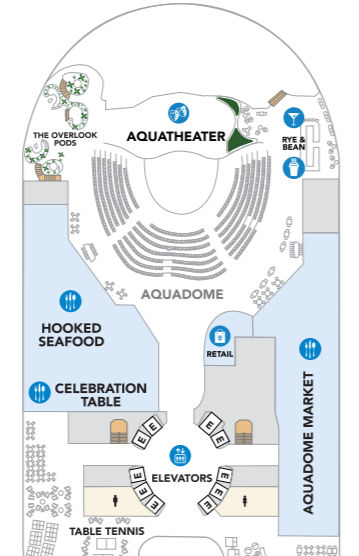 THE OVERLOOK
PODS
AQUATHEATER
RYE &
BEAN
AQUADOME
HOOKED
SEAFOOD
RETAIL
CELEBRATION
TABLE
AQUADOME MARKET
E E
E E
ELEVATORS
E E E
E E E
TABLE TENNIS